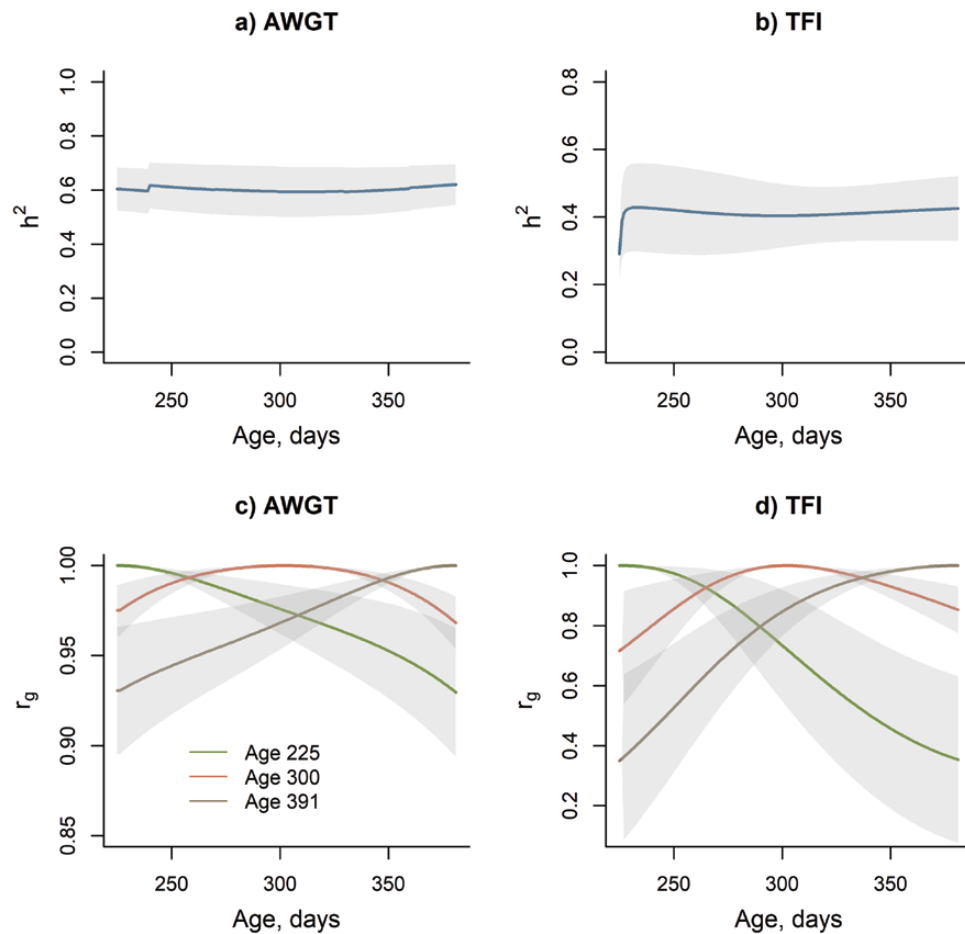 a) AWGT
h²
1.0
0.8
0.6
0.4
0.2
0.0
250 300 350
Age, days
b) TFI
h²
0.8
0.6
0.4
0.2
0.0
250 300 350
Age, days
c) AWGT
rg
1.00
0.95
0.90
0.85
Age 225
Age 300
Age 391
250 300 350
Age, days
d) TFI
rg
1.0
0.8
0.6
0.4
0.2
250 300 350
Age, days